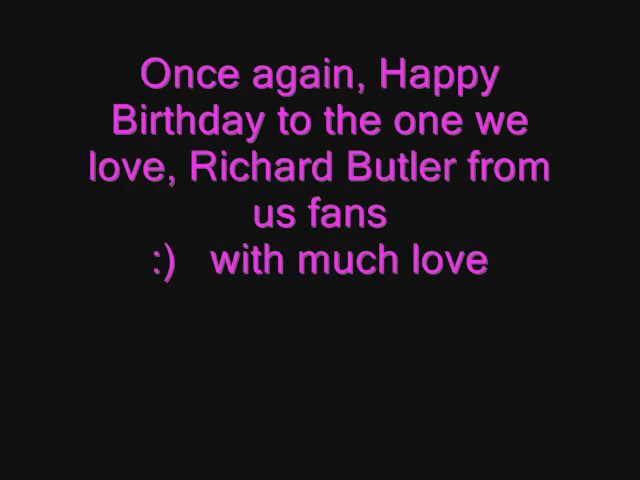 Once again, Happy
Birthday to the one we
love, Richard Butler from
us fans
:)   with much love